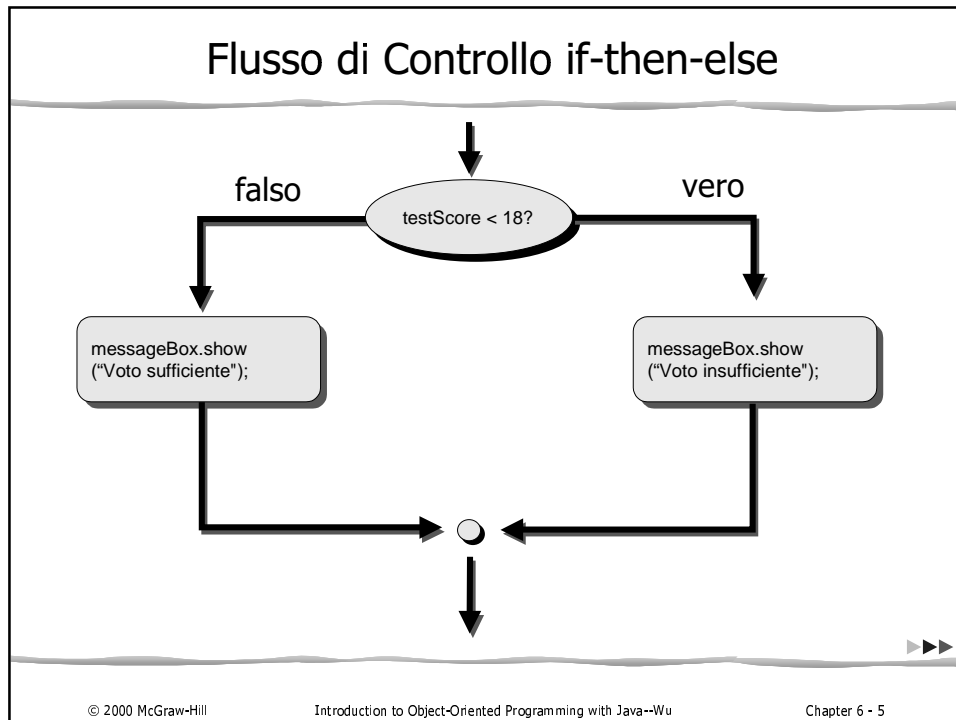 Flusso di Controllo if-then-else
falso
vero
testScore < 18?
messageBox.show
(“Voto sufficiente");
messageBox.show
(“Voto insufficiente");
© 2000 McGraw-Hill
Introduction to Object-Oriented Programming with Java--Wu
Chapter 6 - 5